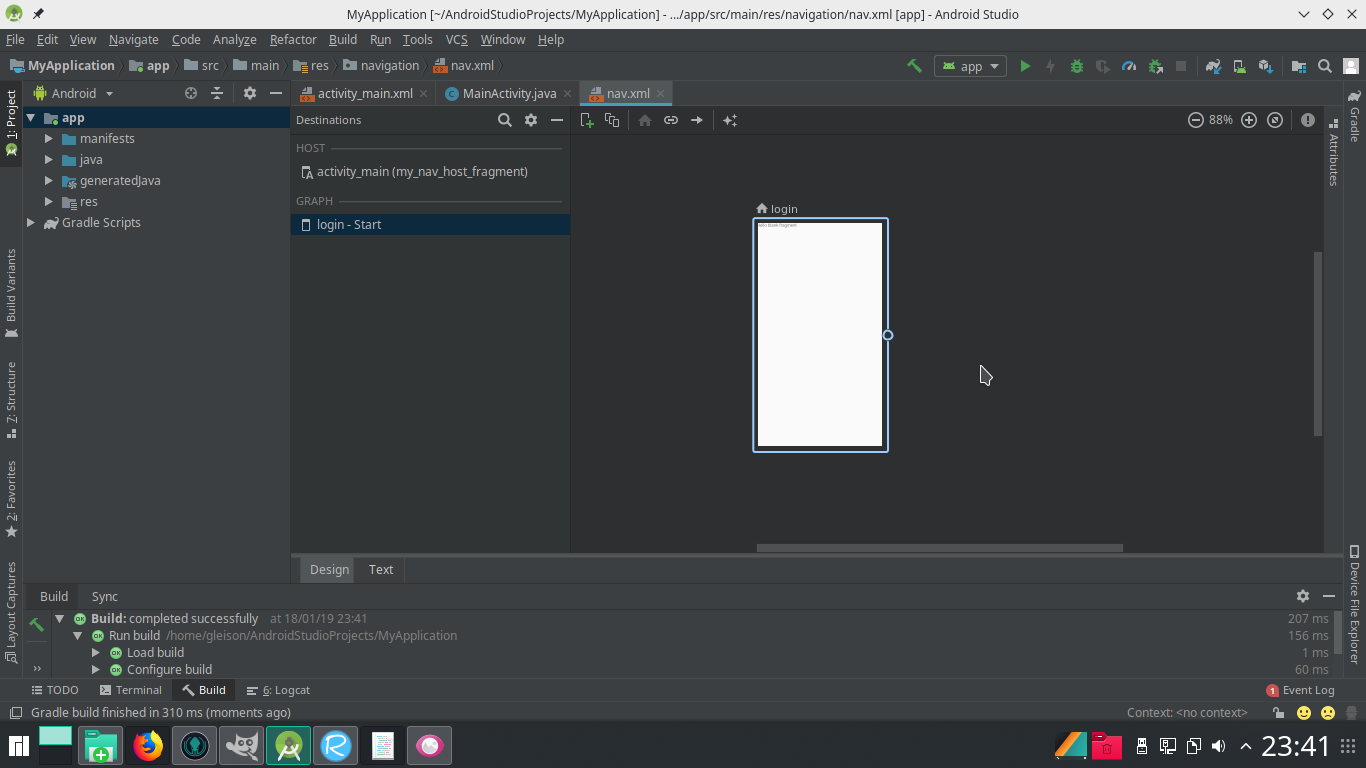 MyApplication [~/AndroidStudioProjects/MyApplication] - .../app/src/main/res/navigation/nav.xml [app] - Android Studio
File Edit View Navigate Code Analyze Refactor Build Run Tools VCS Window Help
MyApplication app src main res navigation nav.xml
app
1: Project
Build Variants
7: Structure
2: Favorites
Layout Captures
Android
app
manifests
java
generatedJava
res
Gradle Scripts
activity_main.xml MainActivity.java nav.xml
Destinations
HOST
activity_main (my_nav_host_fragment)
GRAPH
login - Start
88%
login
Hello blank fragment
Attributes
Gradle
Device File Explorer
Design Text
Build Sync
Build: completed successfully at 18/01/19 23:41 207 ms
Run build /home/gleison/AndroidStudioProjects/MyApplication 156 ms
Load build 1 ms
Configure build 60 ms
TODO Terminal Build 6: Logcat 1 Event Log
Gradle build finished in 310 ms (moments ago) Context: <no context>
23:41